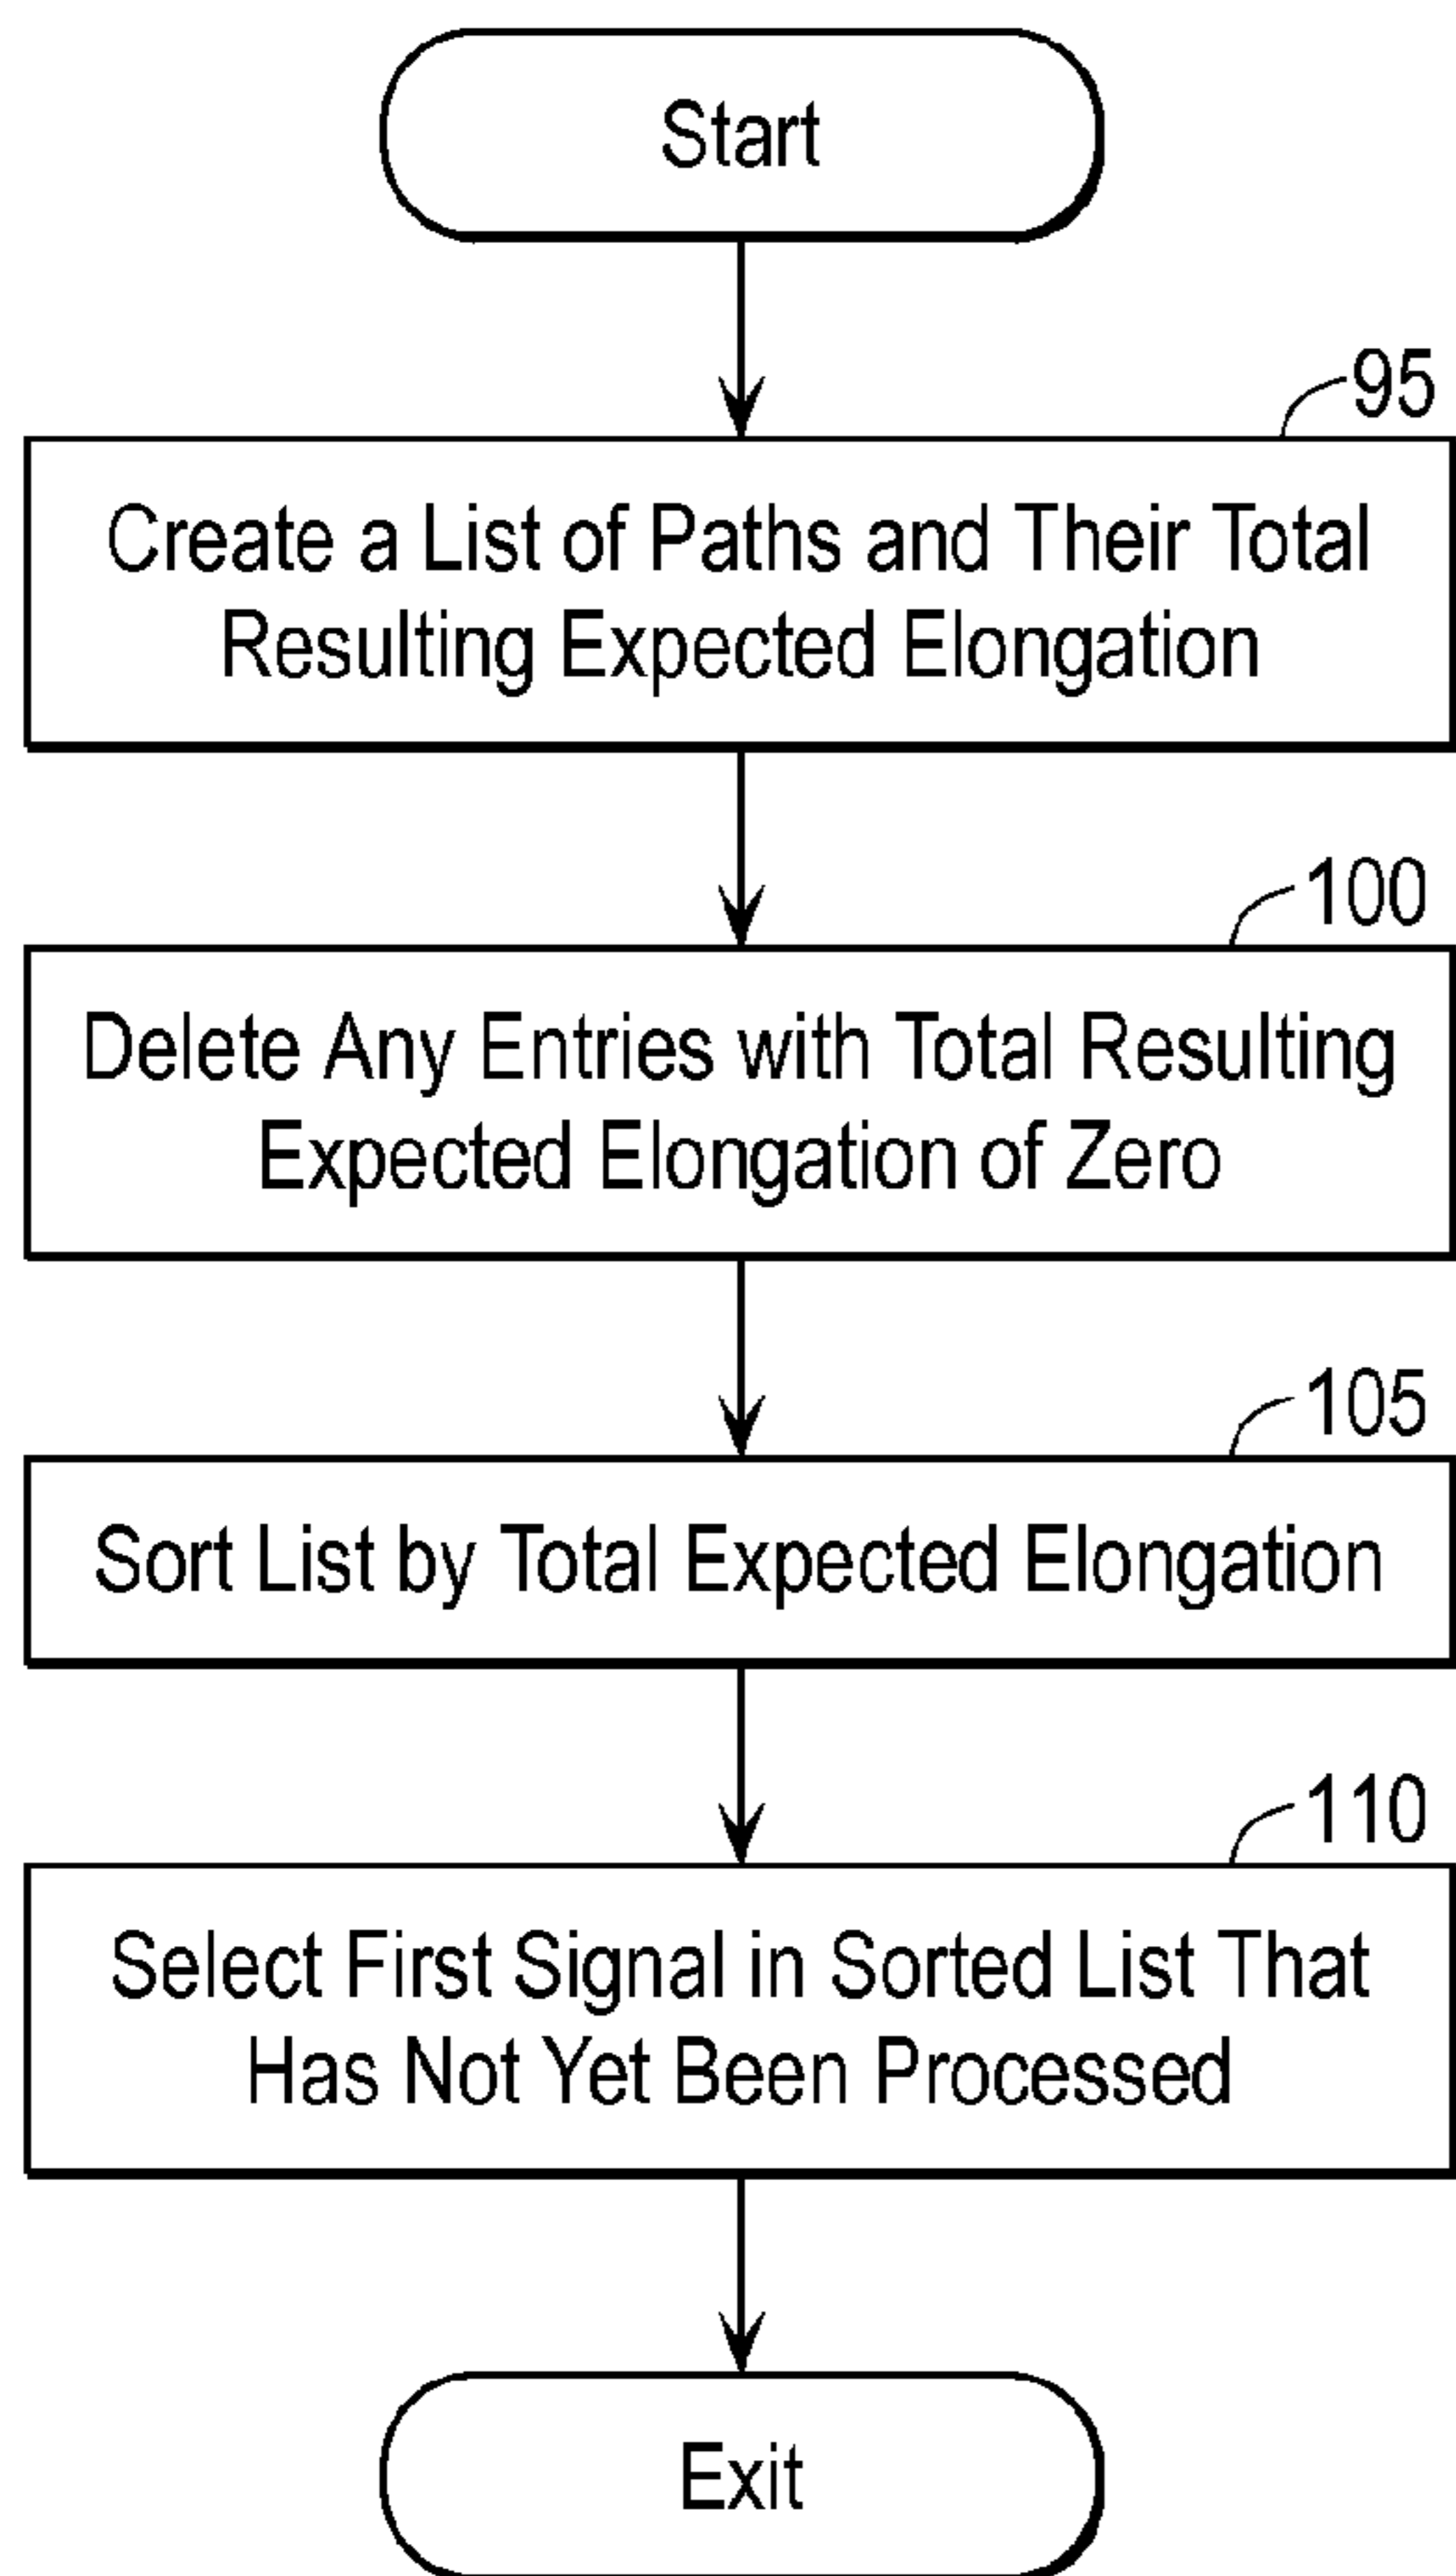 Start
95
Create a List of Paths and Their Total
Resulting Expected Elongation
100
Delete Any Entries with Total Resulting
Expected Elongation of Zero
105
Sort List by Total Expected Elongation
110
Select First Signal in Sorted List That
Has Not Yet Been Processed
Exit